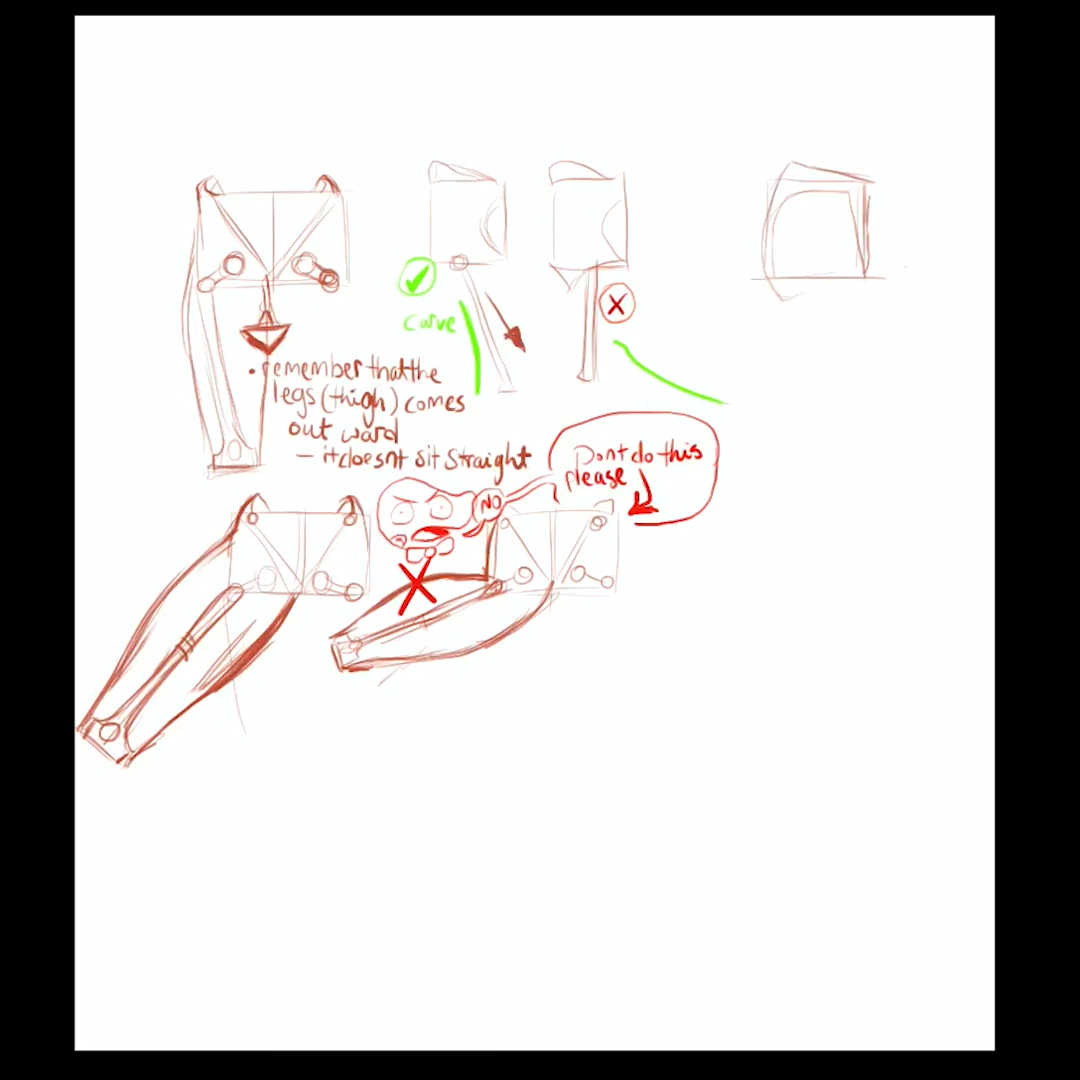 curve
• remember that the
legs (thigh) comes
out ward
- it doesnt sit straight
Dont do this
please
NO